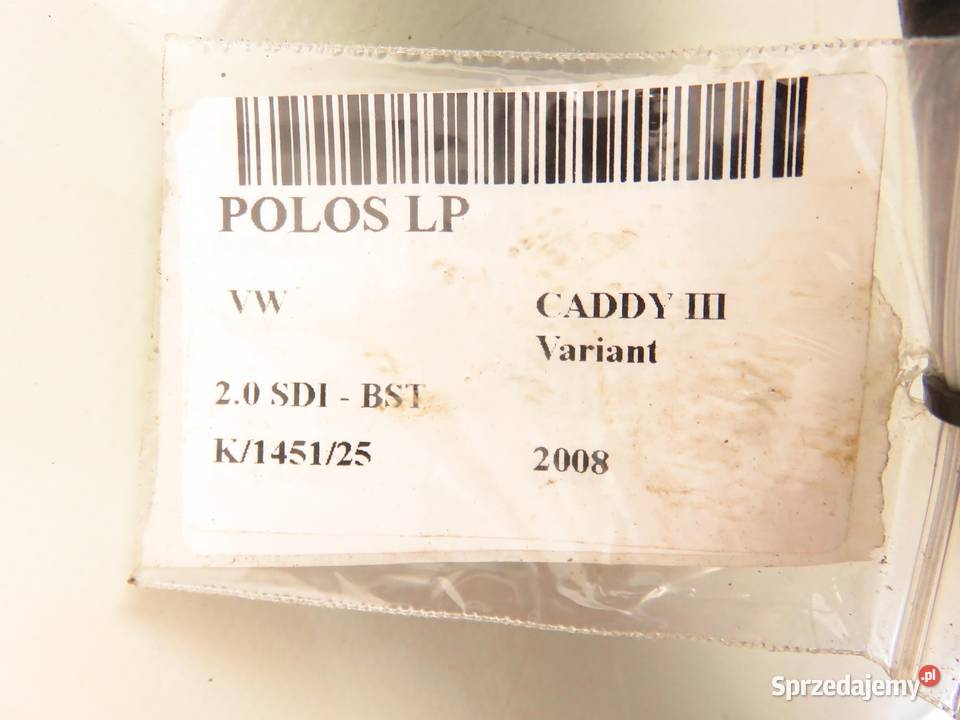 POLOS LP
VW
CADDY III
Variant
2.0 SDI - BST
K/1451/25
2008
Sprzedajemy.pl